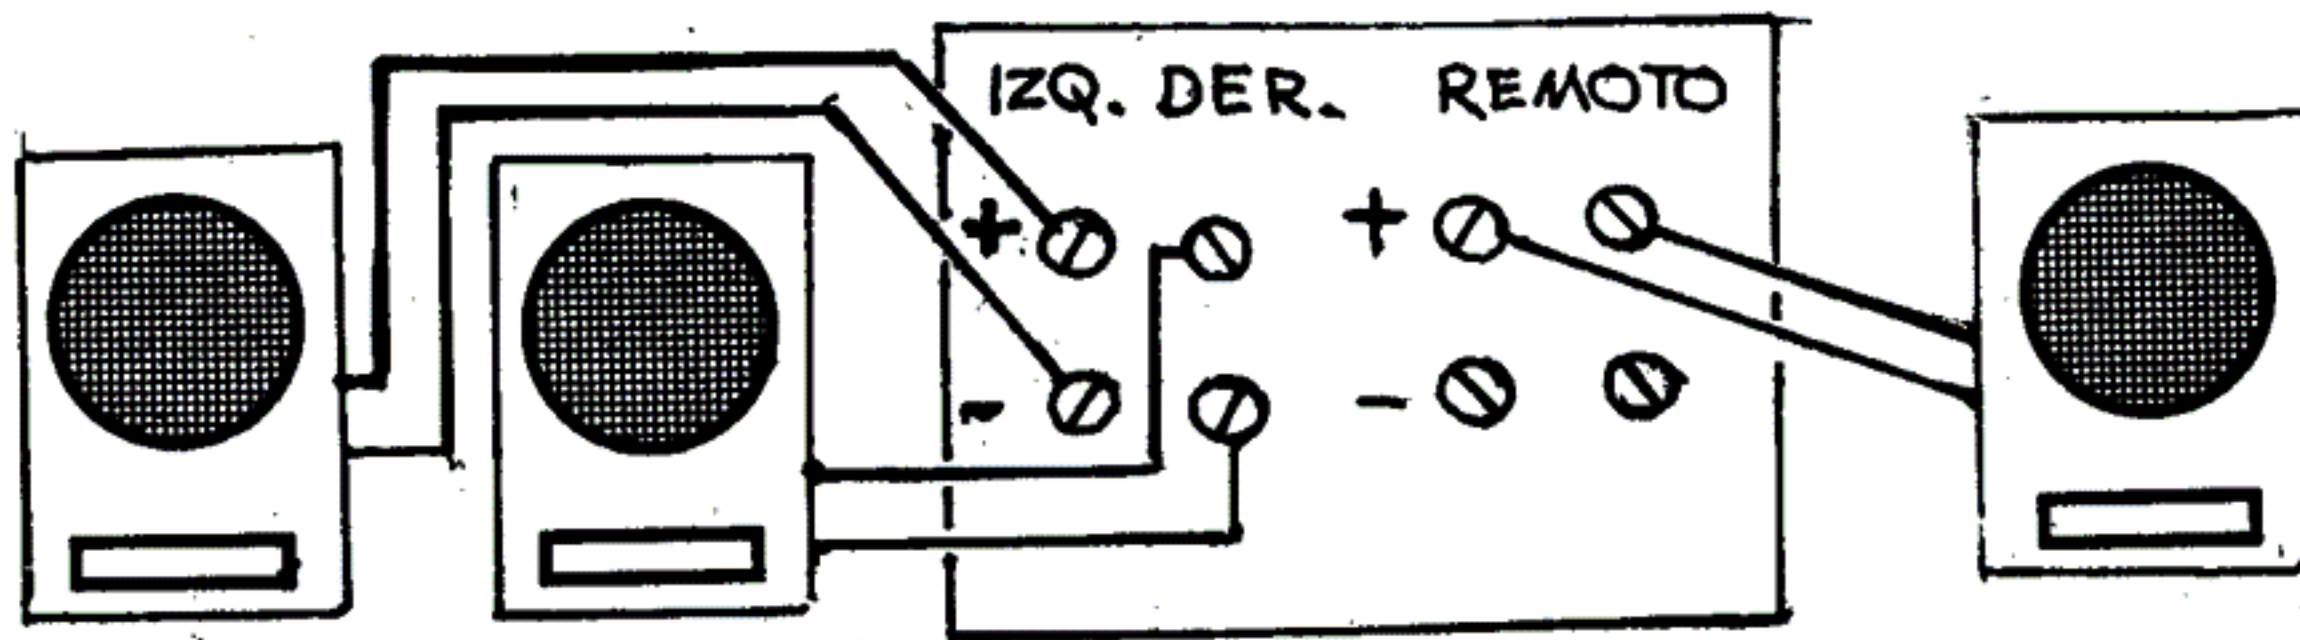 IZQ. DER. REMOTO
+ +
- -